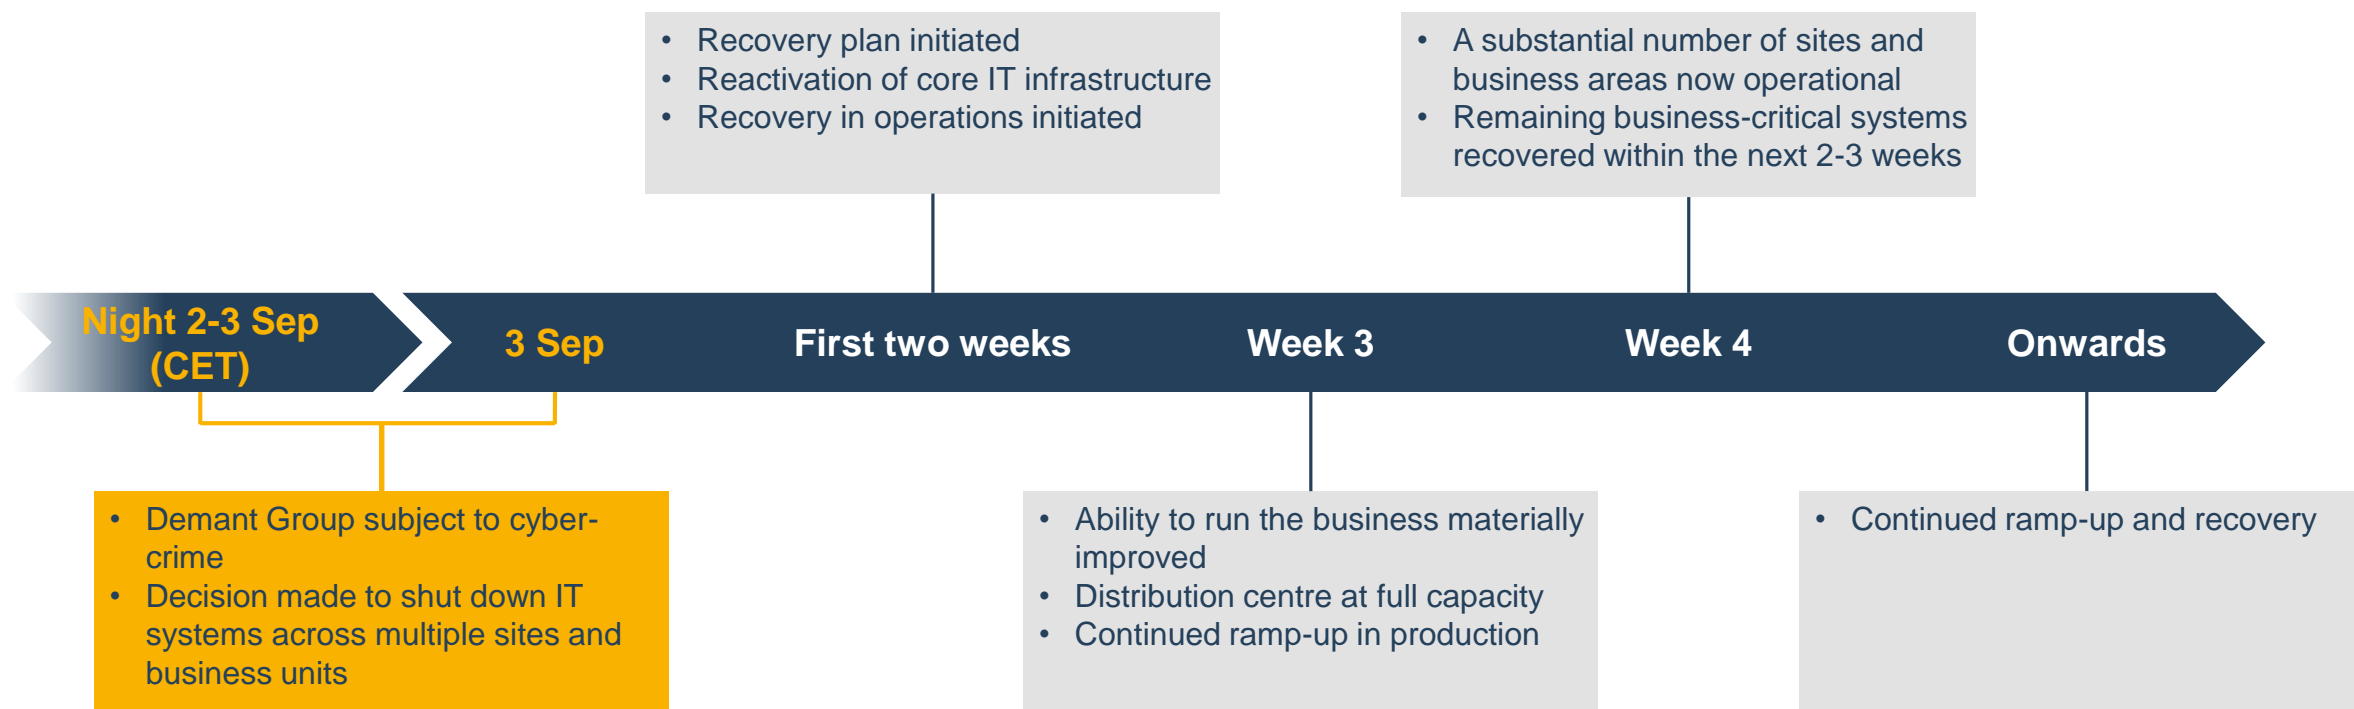 • Recovery plan initiated
• Reactivation of core IT infrastructure
• Recovery in operations initiated
• A substantial number of sites and
business areas now operational
• Remaining business-critical systems
recovered within the next 2-3 weeks
Night 2-3 Sep
(CET)
3 Sep
First two weeks
Week 3
Week 4
Onwards
• Demant Group subject to cyber-
crime
• Decision made to shut down IT
systems across multiple sites and
business units
• Ability to run the business materially
improved
• Distribution centre at full capacity
• Continued ramp-up in production
• Continued ramp-up and recovery